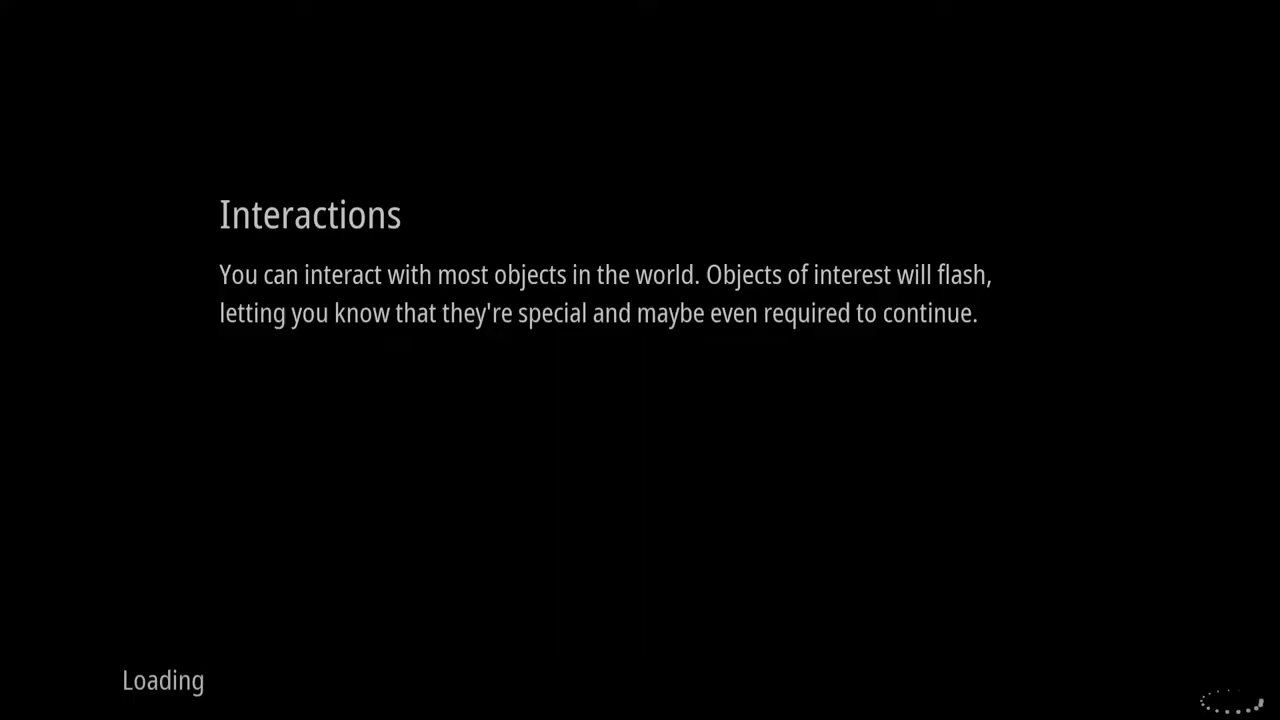 Interactions
You can interact with most objects in the world. Objects of interest will flash,
letting you know that they're special and maybe even required to continue.
Loading